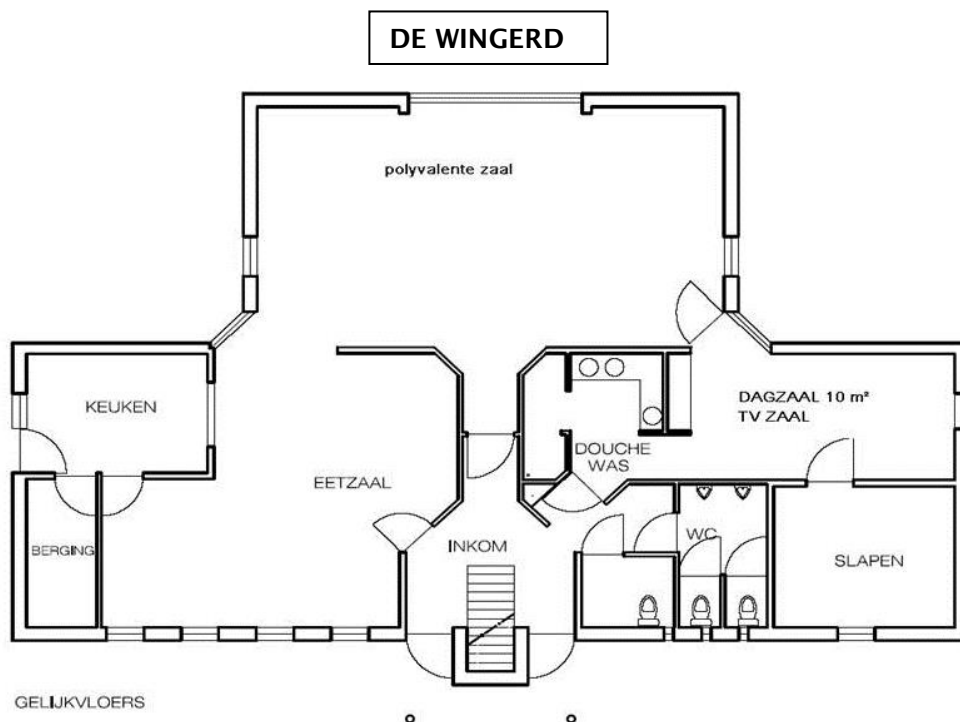 DE WINGERD
polyvalente zaal
KEUKEN
DAGZAAL 10 m²
TV ZAAL
DOUCHE
WAS
EETZAAL
INKOM
WC
BERGING
SLAPEN
GELIJKVLOERS